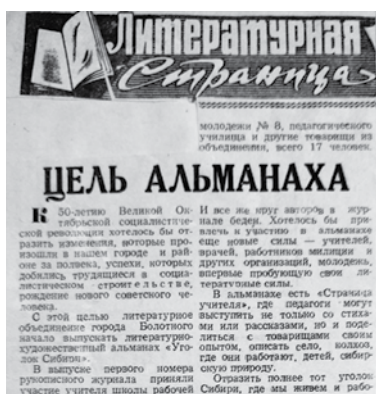 Литературная
Страница
молодежи № 8, педагогического
училища и другие товарищи из
объединения, всего 17 человек.
ЦЕЛЬ АЛЬМАНАХА
К 50-летию Великой Ок-
тябрьской социалистиче-
ской революции хотелось бы от-
разить изменения, которые про-
изошли в нашем городе и рай-
оне за полвека, успехи, которых
добились трудящиеся в социа-
листическом строительстве,
рождение нового советского че-
ловека.
С этой целью литературное
объединение города Болотного
начало выпускать литературно-
художественный альманах «Уго-
лок Сибири».
В выпуске первого номера
рукописного журнала приняли
участие учителя школы рабочей
И все же круг авторов в жур-
нале беден. Хотелось бы при-
влечь к участию в альманахе
еще новые силы — учителей,
врачей, работников милиции и
других организаций, молодежь,
впервые пробующую свои ли-
тературные силы.
В альманахе есть «Страница
учителя», где педагоги могут
выступить не только со стиха-
ми или рассказами, но и поде-
литься с товарищами своим
опытом, описать село, колхоз,
где они работают, детей, сибир-
скую природу.
Отразить полнее тот уголок
Сибири, где мы живем и рабо-